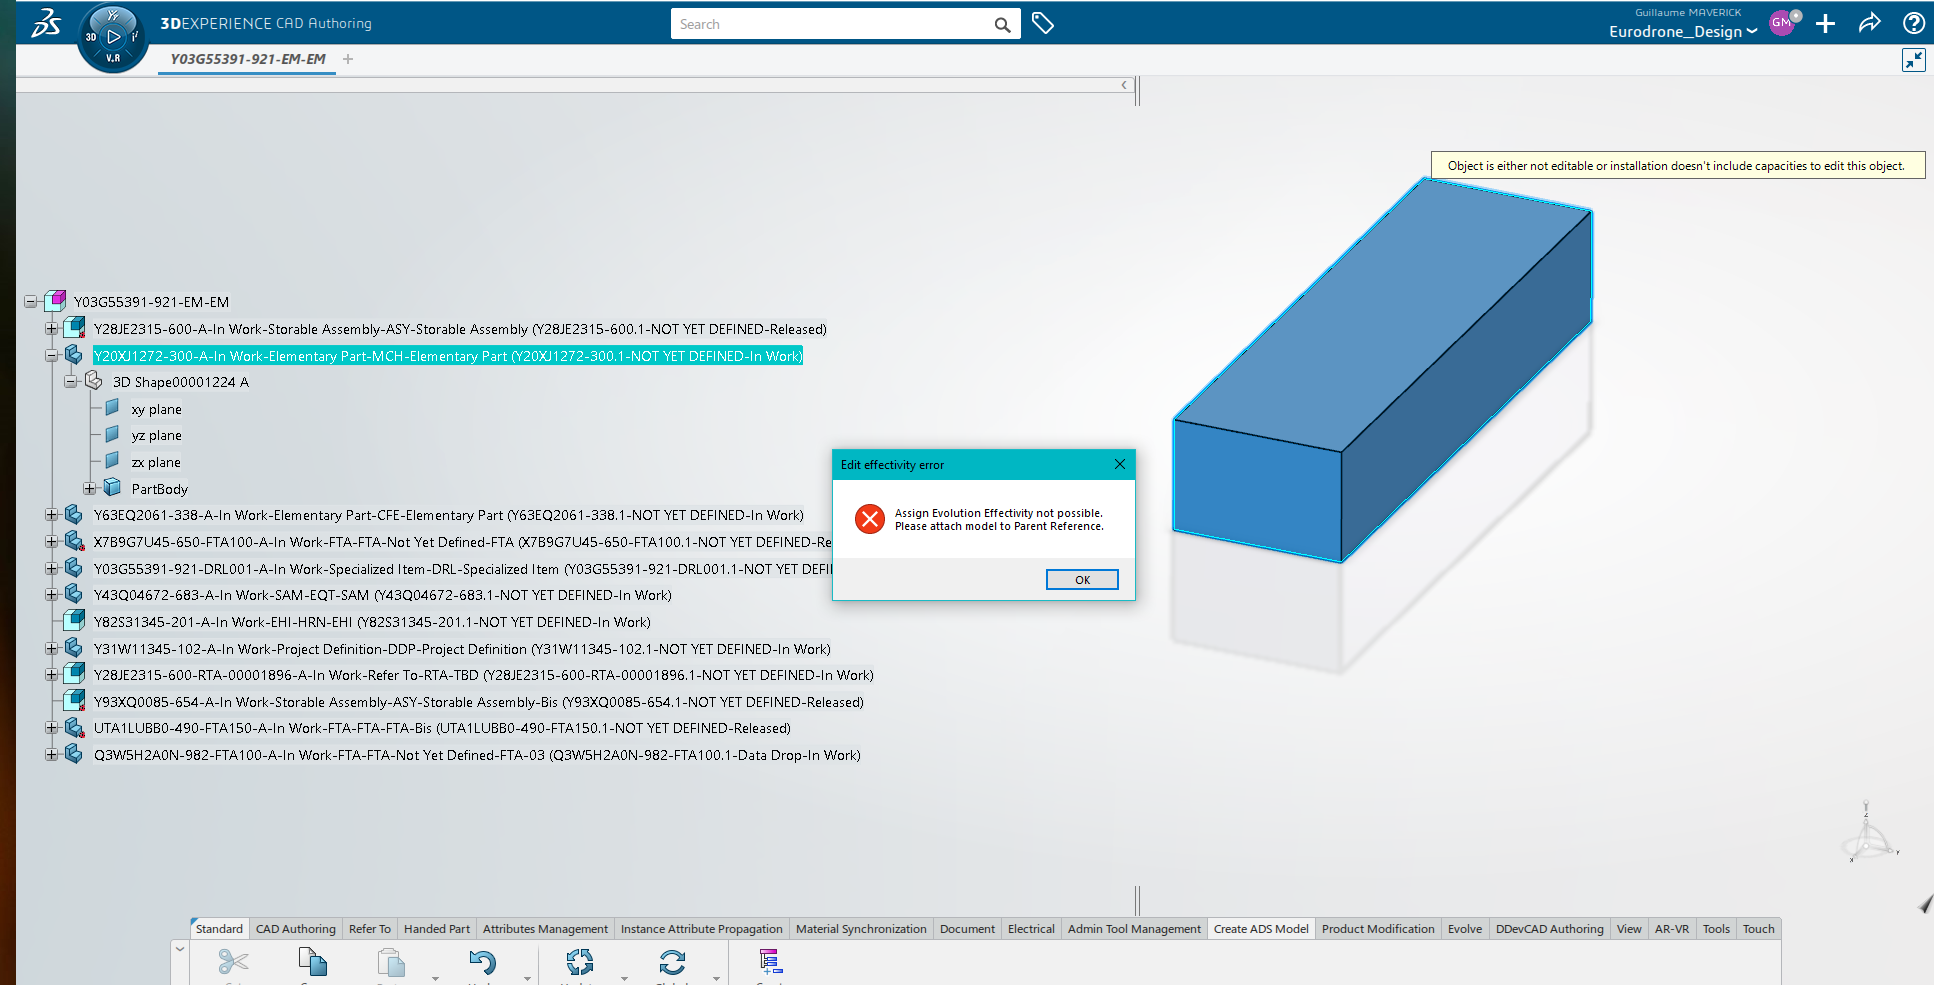 3DEXPERIENCE CAD Authoring
Search
Guillaume MAVERICK
Eurodrone_Design
GM
3D
V.R
Y03G55391-921-EM-EM
Object is either not editable or installation doesn't include capacities to edit this object.
Y03G55391-921-EM-EM
Y28JE2315-600-A-In Work-Storable Assembly-ASY-Storable Assembly (Y28JE2315-600.1-NOT YET DEFINED-Released)
Y20XJ1272-300-A-In Work-Elementary Part-MCH-Elementary Part (Y20XJ1272-300.1-NOT YET DEFINED-In Work)
3D Shape00001224 A
xy plane
yz plane
zx plane
PartBody
Y63EQ2061-338-A-In Work-Elementary Part-CFE-Elementary Part (Y63EQ2061-338.1-NOT YET DEFINED-In Work)
X7B9G7U45-650-FTA100-A-In Work-FTA-FTA-Not Yet Defined-FTA (X7B9G7U45-650-FTA100.1-NOT YET DEFINED-Re
Y03G55391-921-DRL001-A-In Work-Specialized Item-DRL-Specialized Item (Y03G55391-921-DRL001.1-NOT YET DEFI
Y43Q04672-683-A-In Work-SAM-EQT-SAM (Y43Q04672-683.1-NOT YET DEFINED-In Work)
Y82S31345-201-A-In Work-EHI-HRN-EHI (Y82S31345-201.1-NOT YET DEFINED-In Work)
Y31W11345-102-A-In Work-Project Definition-DDP-Project Definition (Y31W11345-102.1-NOT YET DEFINED-In Work)
Y28JE2315-600-RTA-00001896-A-In Work-Refer To-RTA-TBD (Y28JE2315-600-RTA-00001896.1-NOT YET DEFINED-In Work)
Y93XQ0085-654-A-In Work-Storable Assembly-ASY-Storable Assembly-Bis (Y93XQ0085-654.1-NOT YET DEFINED-Released)
UTA1LUBB0-490-FTA150-A-In Work-FTA-FTA-FTA-Bis (UTA1LUBB0-490-FTA150.1-NOT YET DEFINED-Released)
Q3W5H2A0N-982-FTA100-A-In Work-FTA-FTA-Not Yet Defined-FTA-03 (Q3W5H2A0N-982-FTA100.1-Data Drop-In Work)
Edit effectivity error
Assign Evolution Effectivity not possible.
Please attach model to Parent Reference.
OK
Z
Y
X
Standard CAD Authoring Refer To Handed Part Attributes Management Instance Attribute Propagation Material Synchronization Document Electrical Admin Tool Management Create ADS Model Product Modification Evolve DDevCAD Authoring View AR-VR Tools Touch